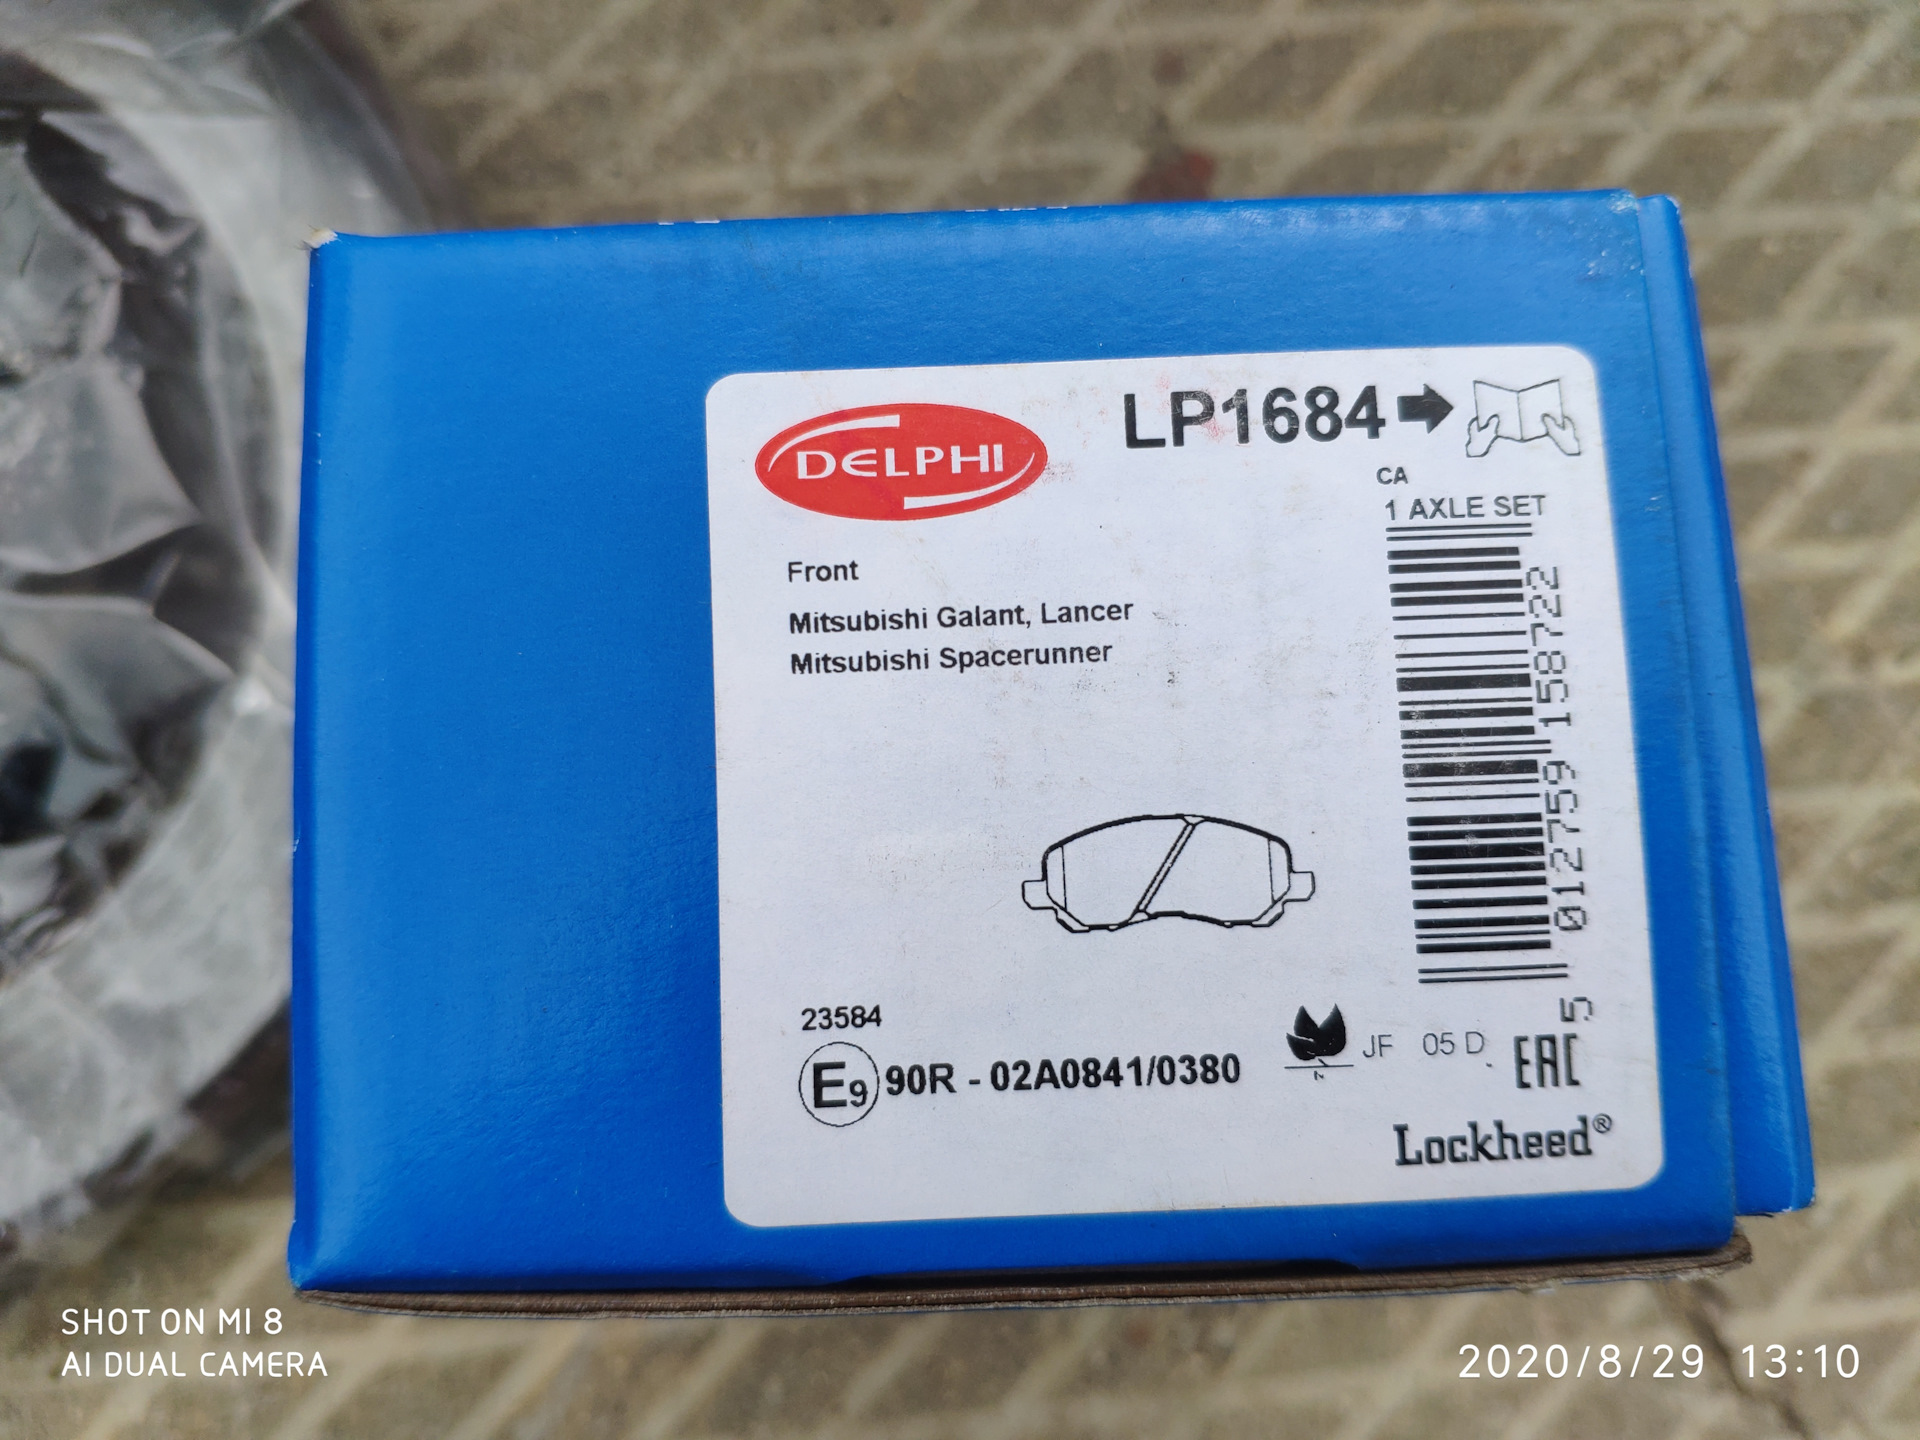 DELPHI
LP1684
CA
1 AXLE SET
Front
Mitsubishi Galant, Lancer
Mitsubishi Spacerunner
5 012759 158722
23584
E9 90R - 02A0841/0380
JF 05 D
EAC
Lockheed®
SHOT ON MI 8
AI DUAL CAMERA
2020/8/29 13:10